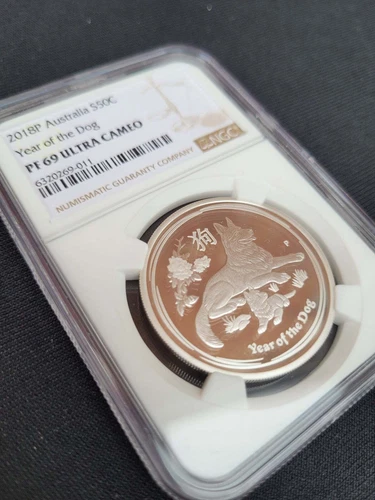 2018P Australia S50C
Year of the Dog
PF 69 ULTRA CAMEO
6320269-011
NUMISMATIC GUARANTY COMPANY
NGC
狗
P
Year of the Dog